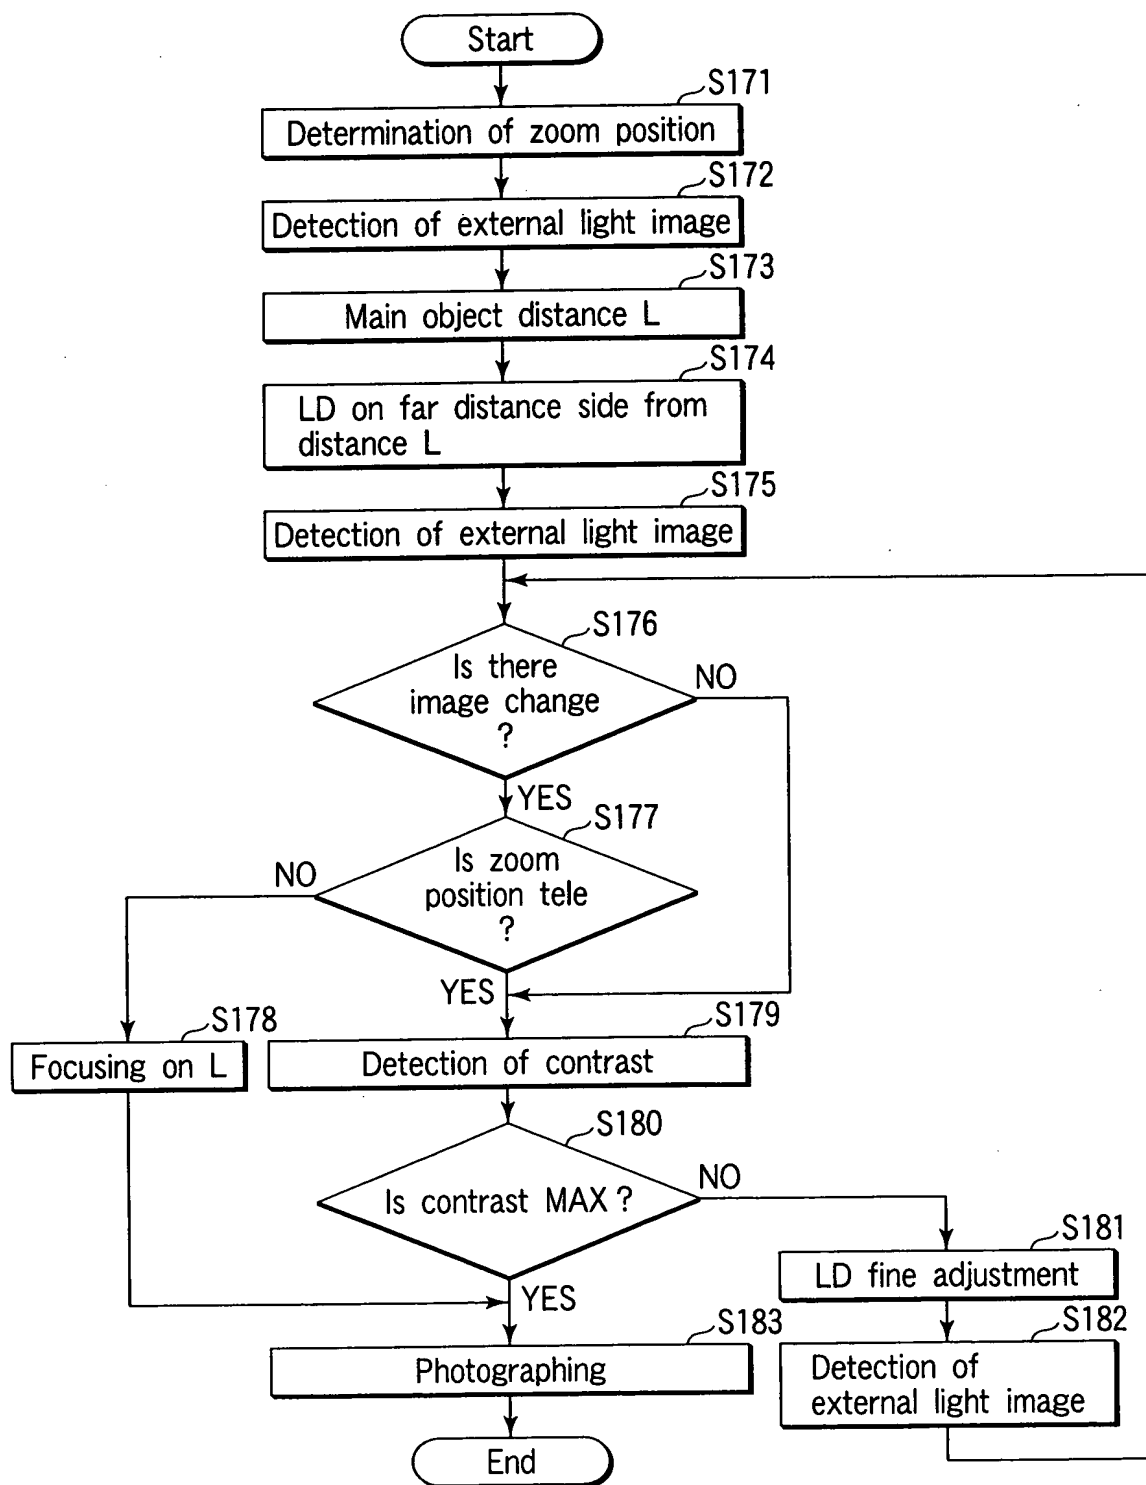 Start
S171
Determination of zoom position
S172
Detection of external light image
S173
Main object distance L
S174
LD on far distance side from
distance L
S175
Detection of external light image
S176
Is there
image change
?
NO
YES
S177
Is zoom
position tele
?
NO
YES
S178
Focusing on L
S179
Detection of contrast
S180
Is contrast MAX ?
NO
YES
S181
LD fine adjustment
S182
Detection of
external light image
S183
Photographing
End